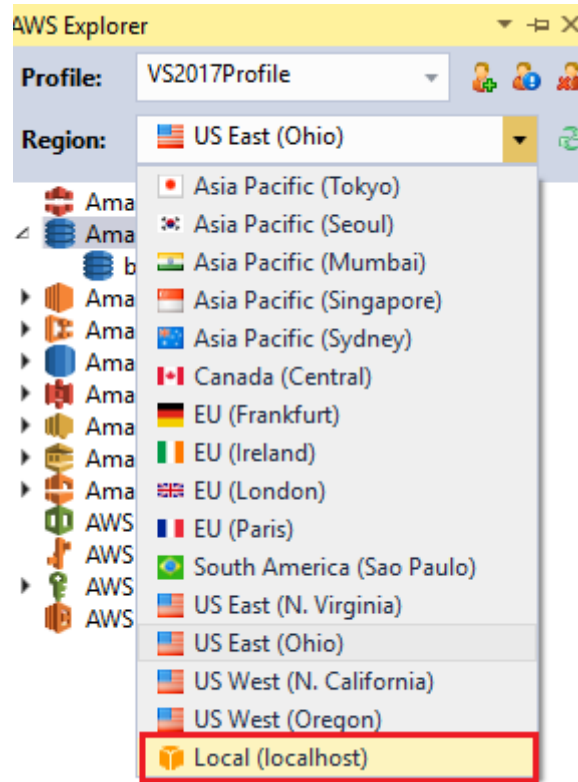 AWS Explorer
Profile: VS2017Profile
Region: US East (Ohio)
Asia Pacific (Tokyo)
Ama
Asia Pacific (Seoul)
Ama
Asia Pacific (Mumbai)
b
Asia Pacific (Singapore)
Ama
Asia Pacific (Sydney)
Ama
Canada (Central)
Ama
EU (Frankfurt)
Ama
EU (Ireland)
Ama
EU (London)
Ama
EU (Paris)
Ama
South America (Sao Paulo)
AWS
US East (N. Virginia)
AWS
US East (Ohio)
AWS
US West (N. California)
AWS
US West (Oregon)
Local (localhost)